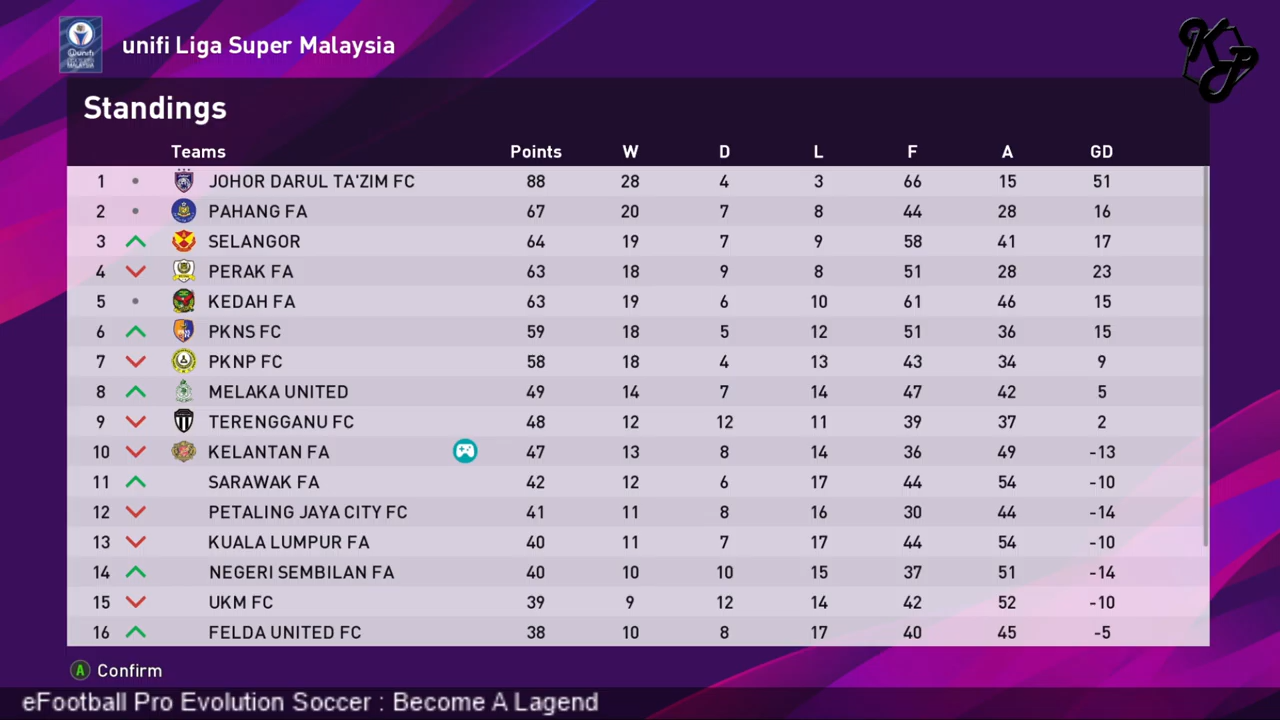 unifi Liga Super Malaysia
KP
Standings
Teams Points W D L F A GD
1 JOHOR DARUL TA'ZIM FC 88 28 4 3 66 15 51
2 PAHANG FA 67 20 7 8 44 28 16
3 SELANGOR 64 19 7 9 58 41 17
4 PERAK FA 63 18 9 8 51 28 23
5 KEDAH FA 63 19 6 10 61 46 15
6 PKNS FC 59 18 5 12 51 36 15
7 PKNP FC 58 18 4 13 43 34 9
8 MELAKA UNITED 49 14 7 14 47 42 5
9 TERENGGANU FC 48 12 12 11 39 37 2
10 KELANTAN FA 47 13 8 14 36 49 -13
11 SARAWAK FA 42 12 6 17 44 54 -10
12 PETALING JAYA CITY FC 41 11 8 16 30 44 -14
13 KUALA LUMPUR FA 40 11 7 17 44 54 -10
14 NEGERI SEMBILAN FA 40 10 10 15 37 51 -14
15 UKM FC 39 9 12 14 42 52 -10
16 FELDA UNITED FC 38 10 8 17 40 45 -5
A Confirm
eFootball Pro Evolution Soccer : Become A Lagend